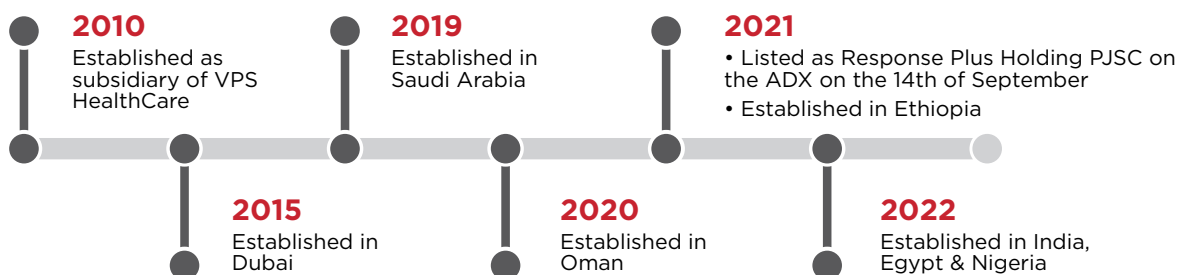 2010
Established as
subsidiary of VPS
HealthCare
2019
Established in
Saudi Arabia
2021
• Listed as Response Plus Holding PJSC on
the ADX on the 14th of September
• Established in Ethiopia
2015
Established in
Dubai
2020
Established in
Oman
2022
Established in India,
Egypt & Nigeria